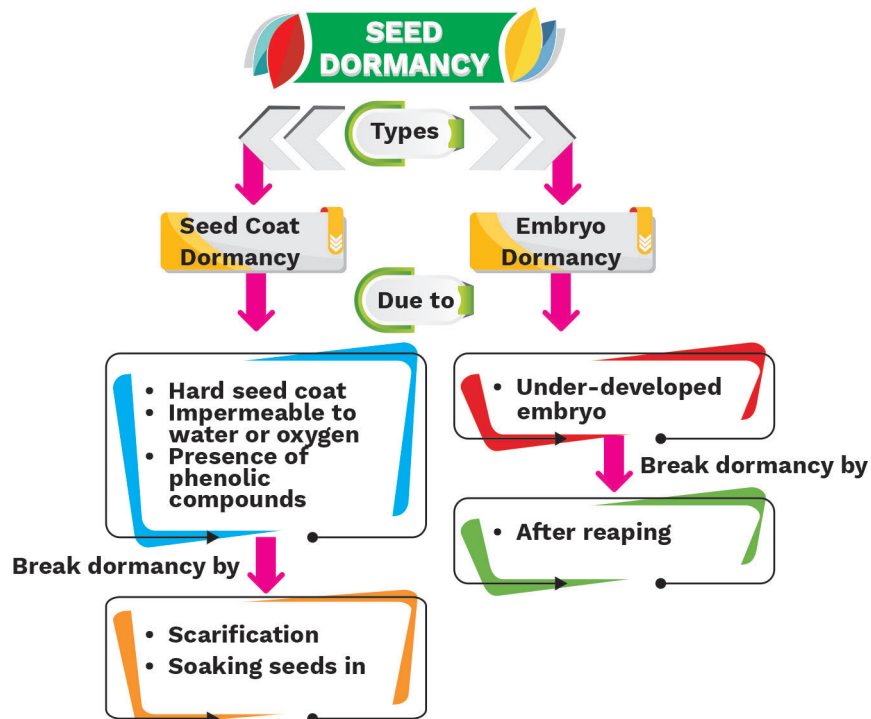 SEED
DORMANCY
Types
Seed Coat
Dormancy
Embryo
Dormancy
Due to
• Hard seed coat
• Impermeable to
water or oxygen
• Presence of
phenolic
compounds
• Under-developed
embryo
Break dormancy by
• After reaping
Break dormancy by
• Scarification
• Soaking seeds in